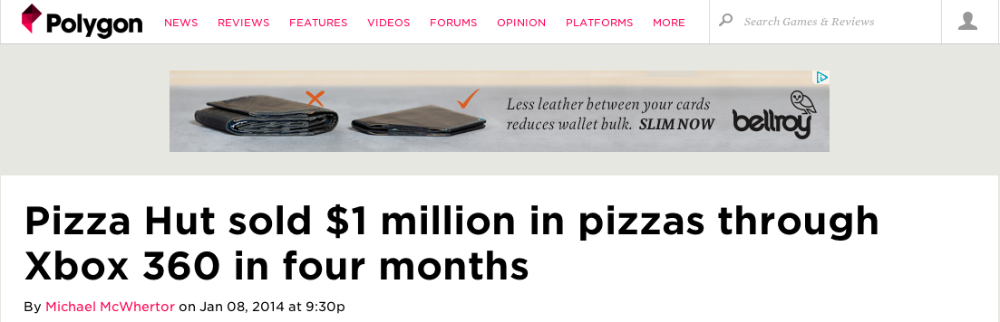 Polygon NEWS REVIEWS FEATURES VIDEOS FORUMS OPINION PLATFORMS MORE Search Games & Reviews
Less leather between your cards
reduces wallet bulk. SLIM NOW bellroy
Pizza Hut sold $1 million in pizzas through
Xbox 360 in four months
By Michael McWhertor on Jan 08, 2014 at 9:30p